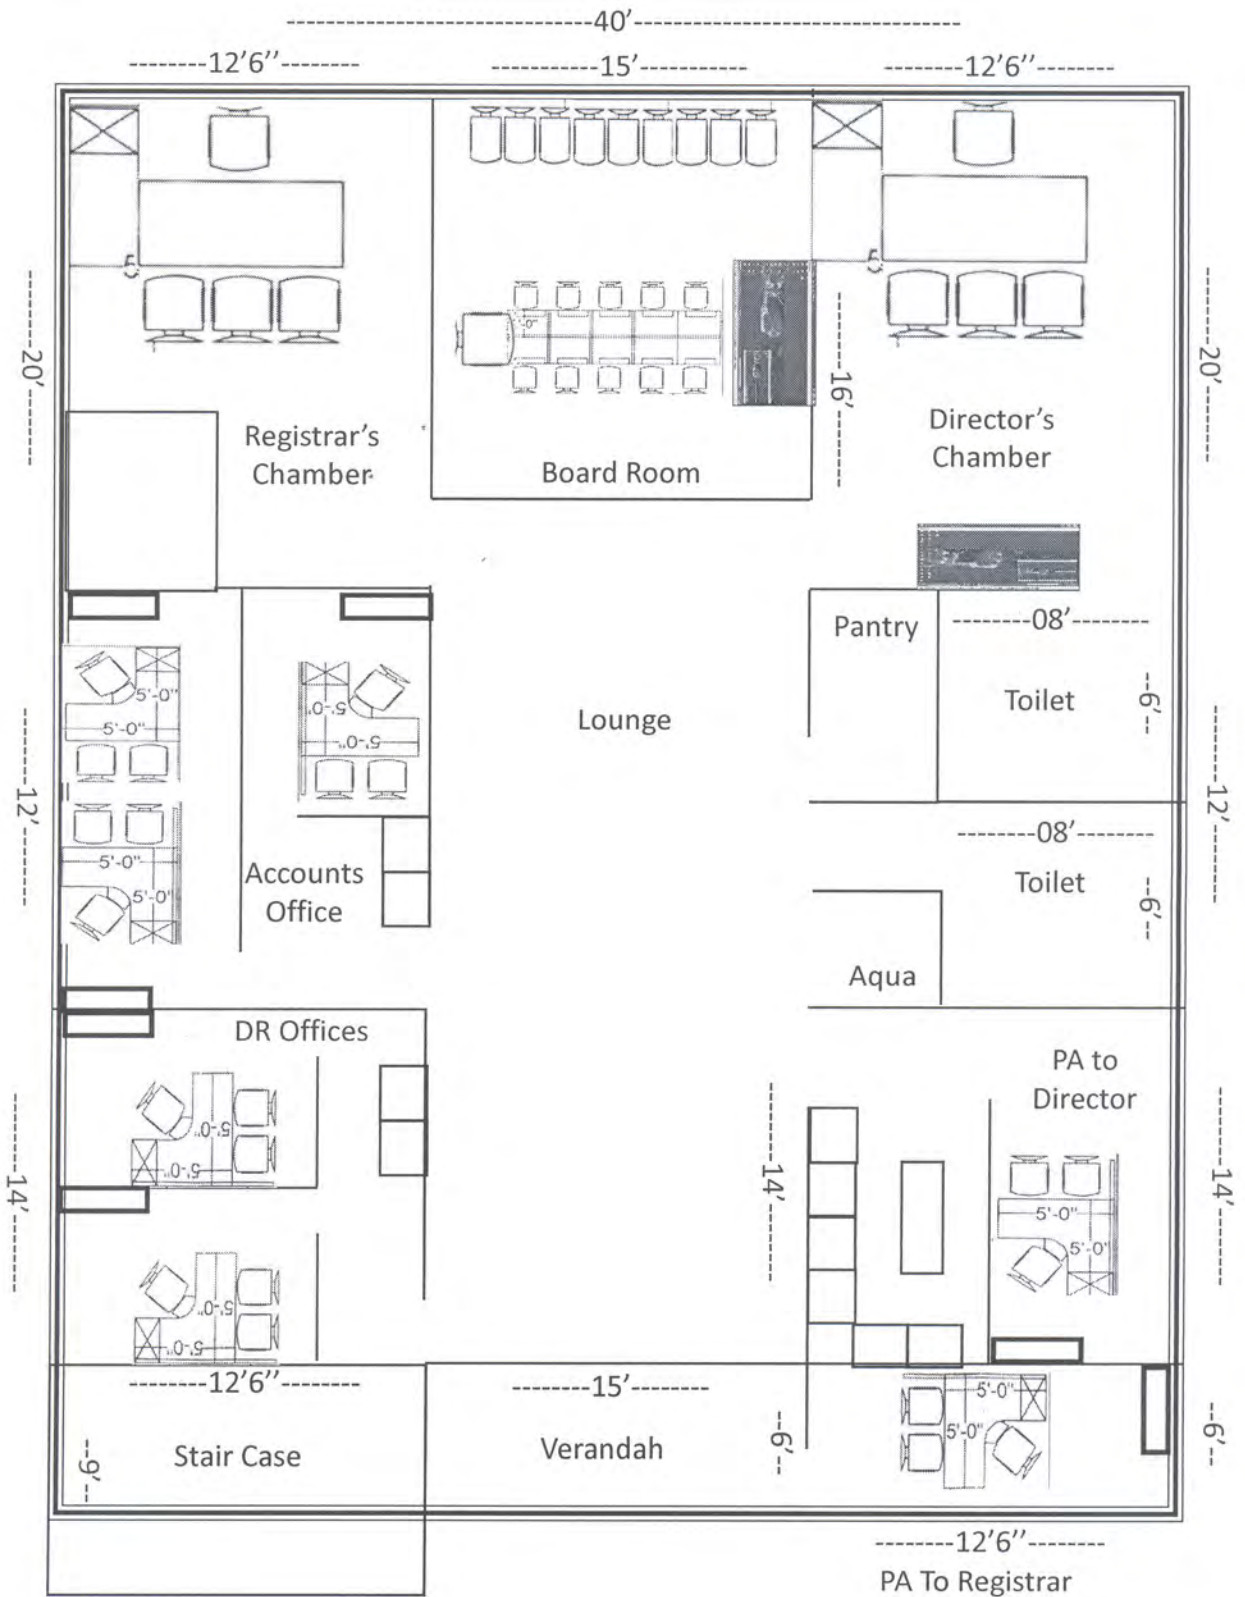 --------------------40'--------------------
--------12'6''--------
---------15'---------
--------12'6''--------
5
5
-0"
--------20'--------
--------16'--------
--------20'--------
Registrar's
Chamber
Board Room
Director's
Chamber
Pantry
--------08'--------
Toilet
---6'---
Lounge
5'-0"
5'-0"
5'-0"
5'-0"
--------12'--------
--------12'--------
--------08'--------
Toilet
---6'---
5'-0"
5'-0"
Accounts
Office
Aqua
DR Offices
PA to
Director
5'-0"
5'-0"
--------14'--------
--------14'--------
--------14'--------
5'-0"
5'-0"
5'-0"
5'-0"
--------12'6''--------
--------15'--------
5'-0"
5'-0"
Stair Case
---9'---
Verandah
---6'---
---6'---
--------12'6''--------
PA To Registrar